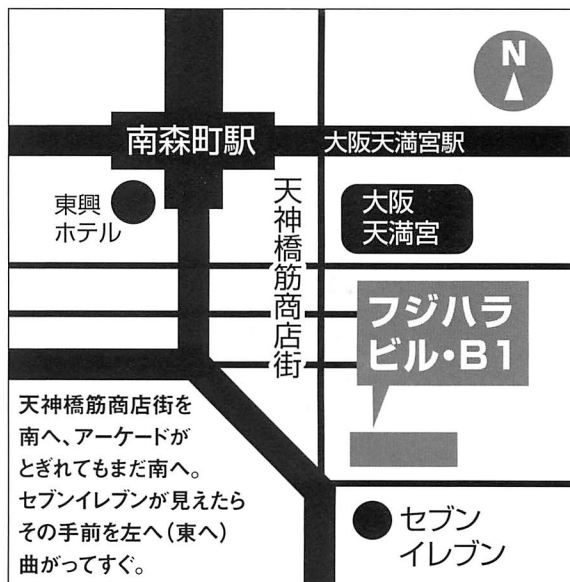 N
南森町駅
大阪天満宮駅
東興
ホテル
天神橋筋商店街
大阪
天満宮
フジハラ
ビル・B1
天神橋筋商店街を
南へ、アーケードが
とぎれてもまだ南へ。
セブンイレブンが見えたら
その手前を左へ(東へ)
曲がってすぐ。
セブン
イレブン